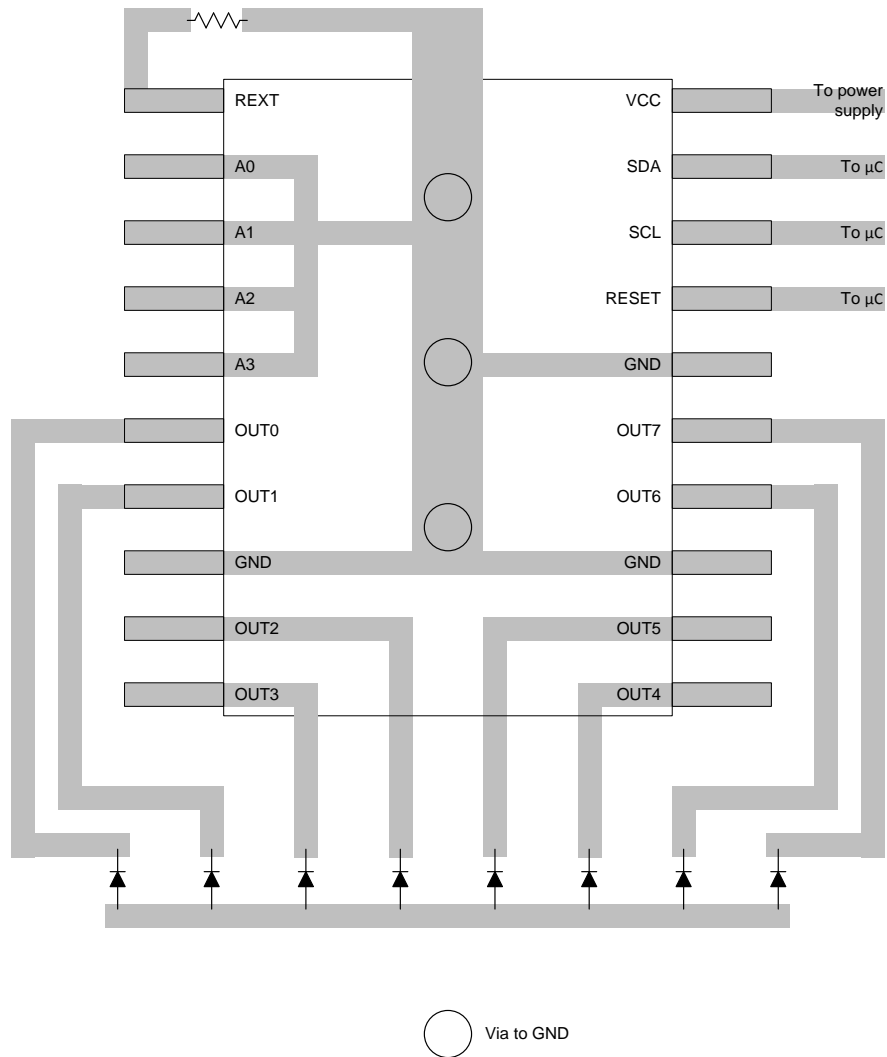 REXT
VCC
To power
supply
A0
SDA
To μC
A1
SCL
To μC
A2
RESET
To μC
A3
GND
OUT0
OUT7
OUT1
OUT6
GND
GND
OUT2
OUT5
OUT3
OUT4
Via to GND